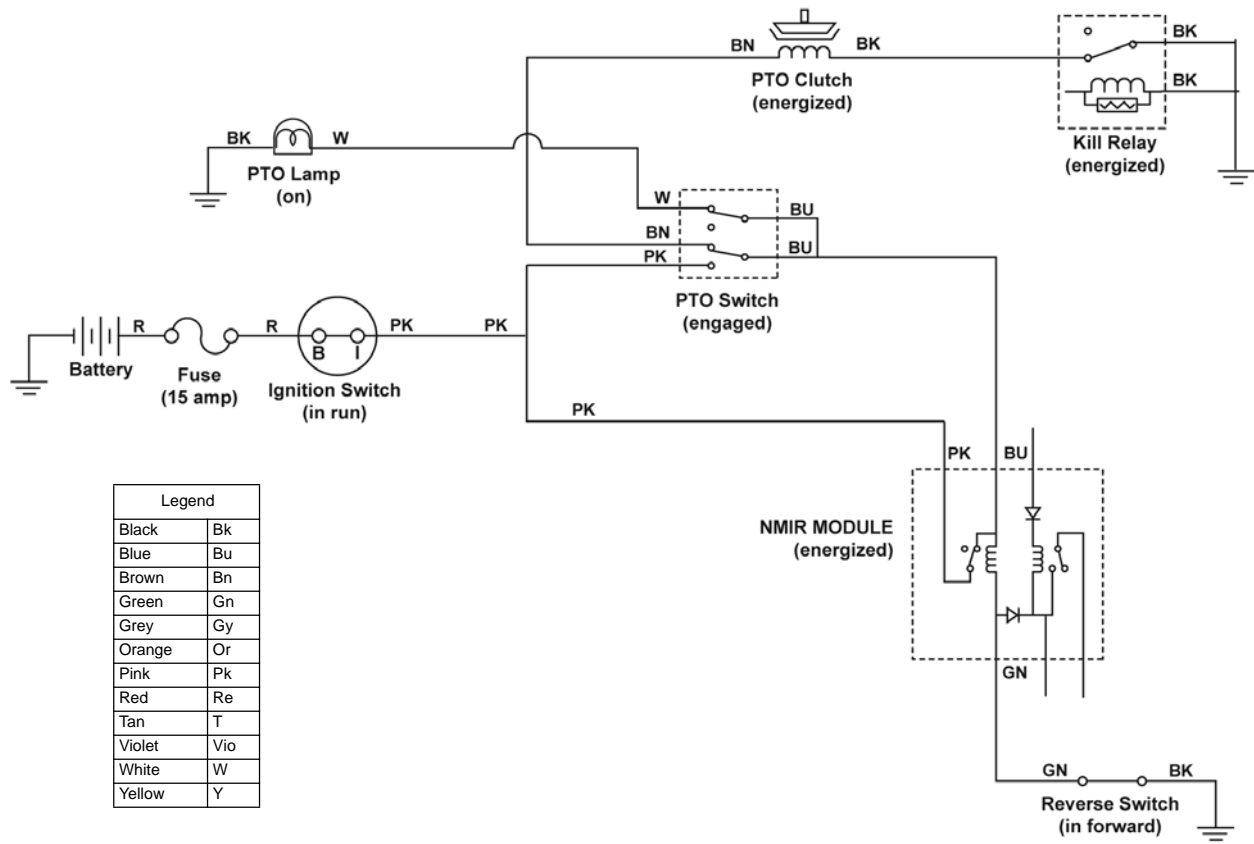 BN
BK
BK
PTO Clutch
(energized)
BK
Kill Relay
(energized)
BK
W
PTO Lamp
(on)
W
BU
BN
BU
PK
PTO Switch
(engaged)
R
R
PK
PK
B
I
Battery
Fuse
(15 amp)
Ignition Switch
(in run)
PK
PK
BU
NMIR MODULE
(energized)
GN
GN
BK
Reverse Switch
(in forward)
Legend
Black Bk
Blue Bu
Brown Bn
Green Gn
Grey Gy
Orange Or
Pink Pk
Red Re
Tan T
Violet Vio
White W
Yellow Y